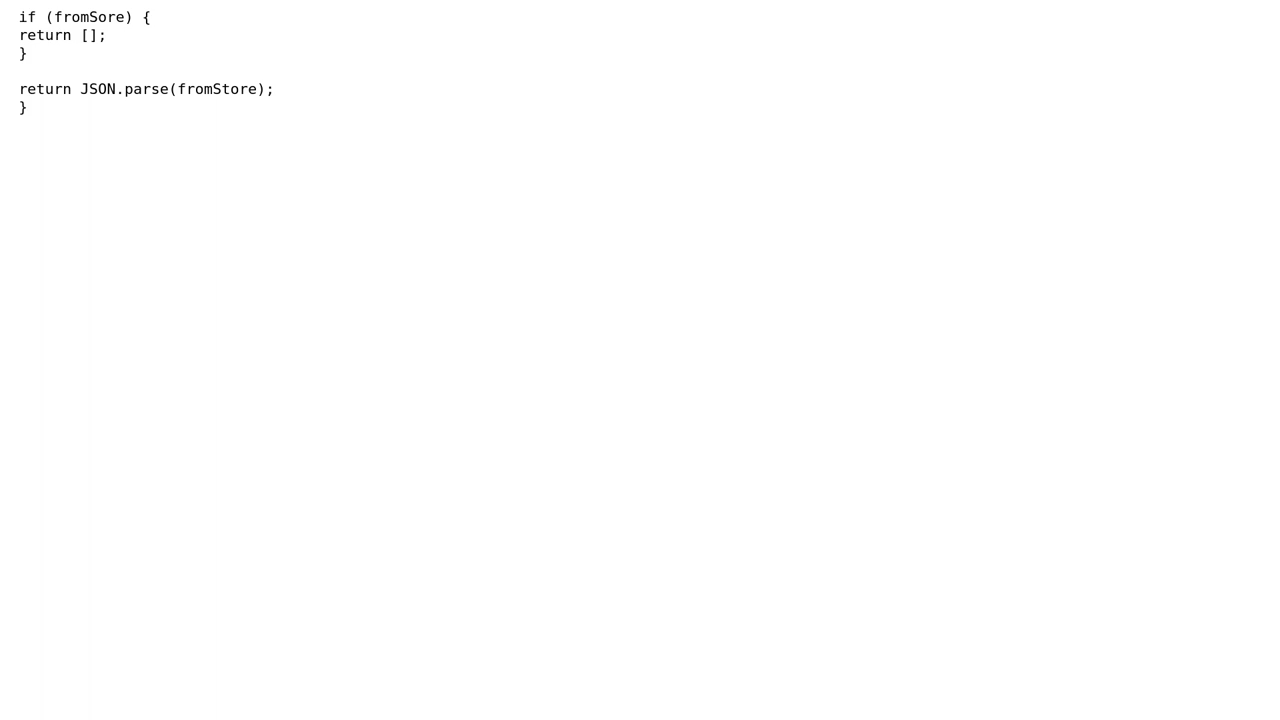 if (fromSore) {
return [];
}

return JSON.parse(fromStore);
}